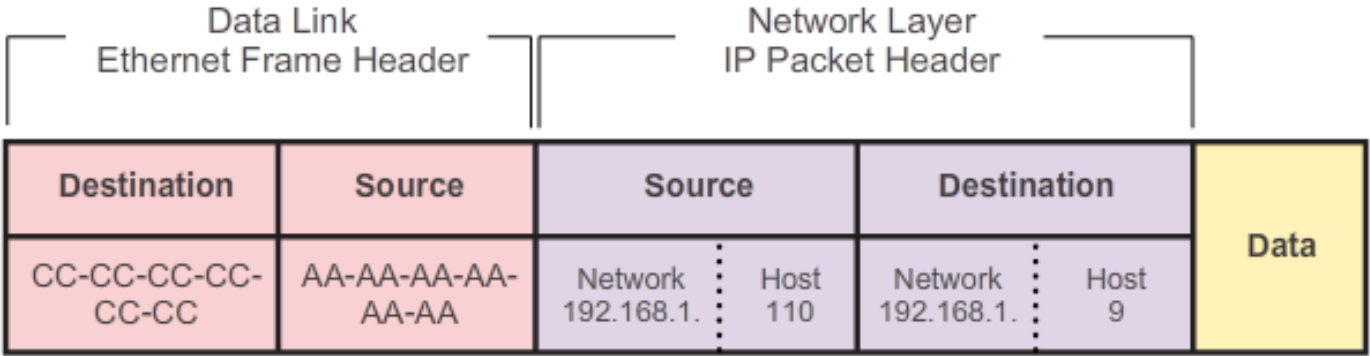 Data Link
Ethernet Frame Header
Network Layer
IP Packet Header
Destination
Source
Source
Destination
Data
CC-CC-CC-CC-
CC-CC
AA-AA-AA-AA-
AA-AA
Network
192.168.1.
Host
110
Network
192.168.1.
Host
9